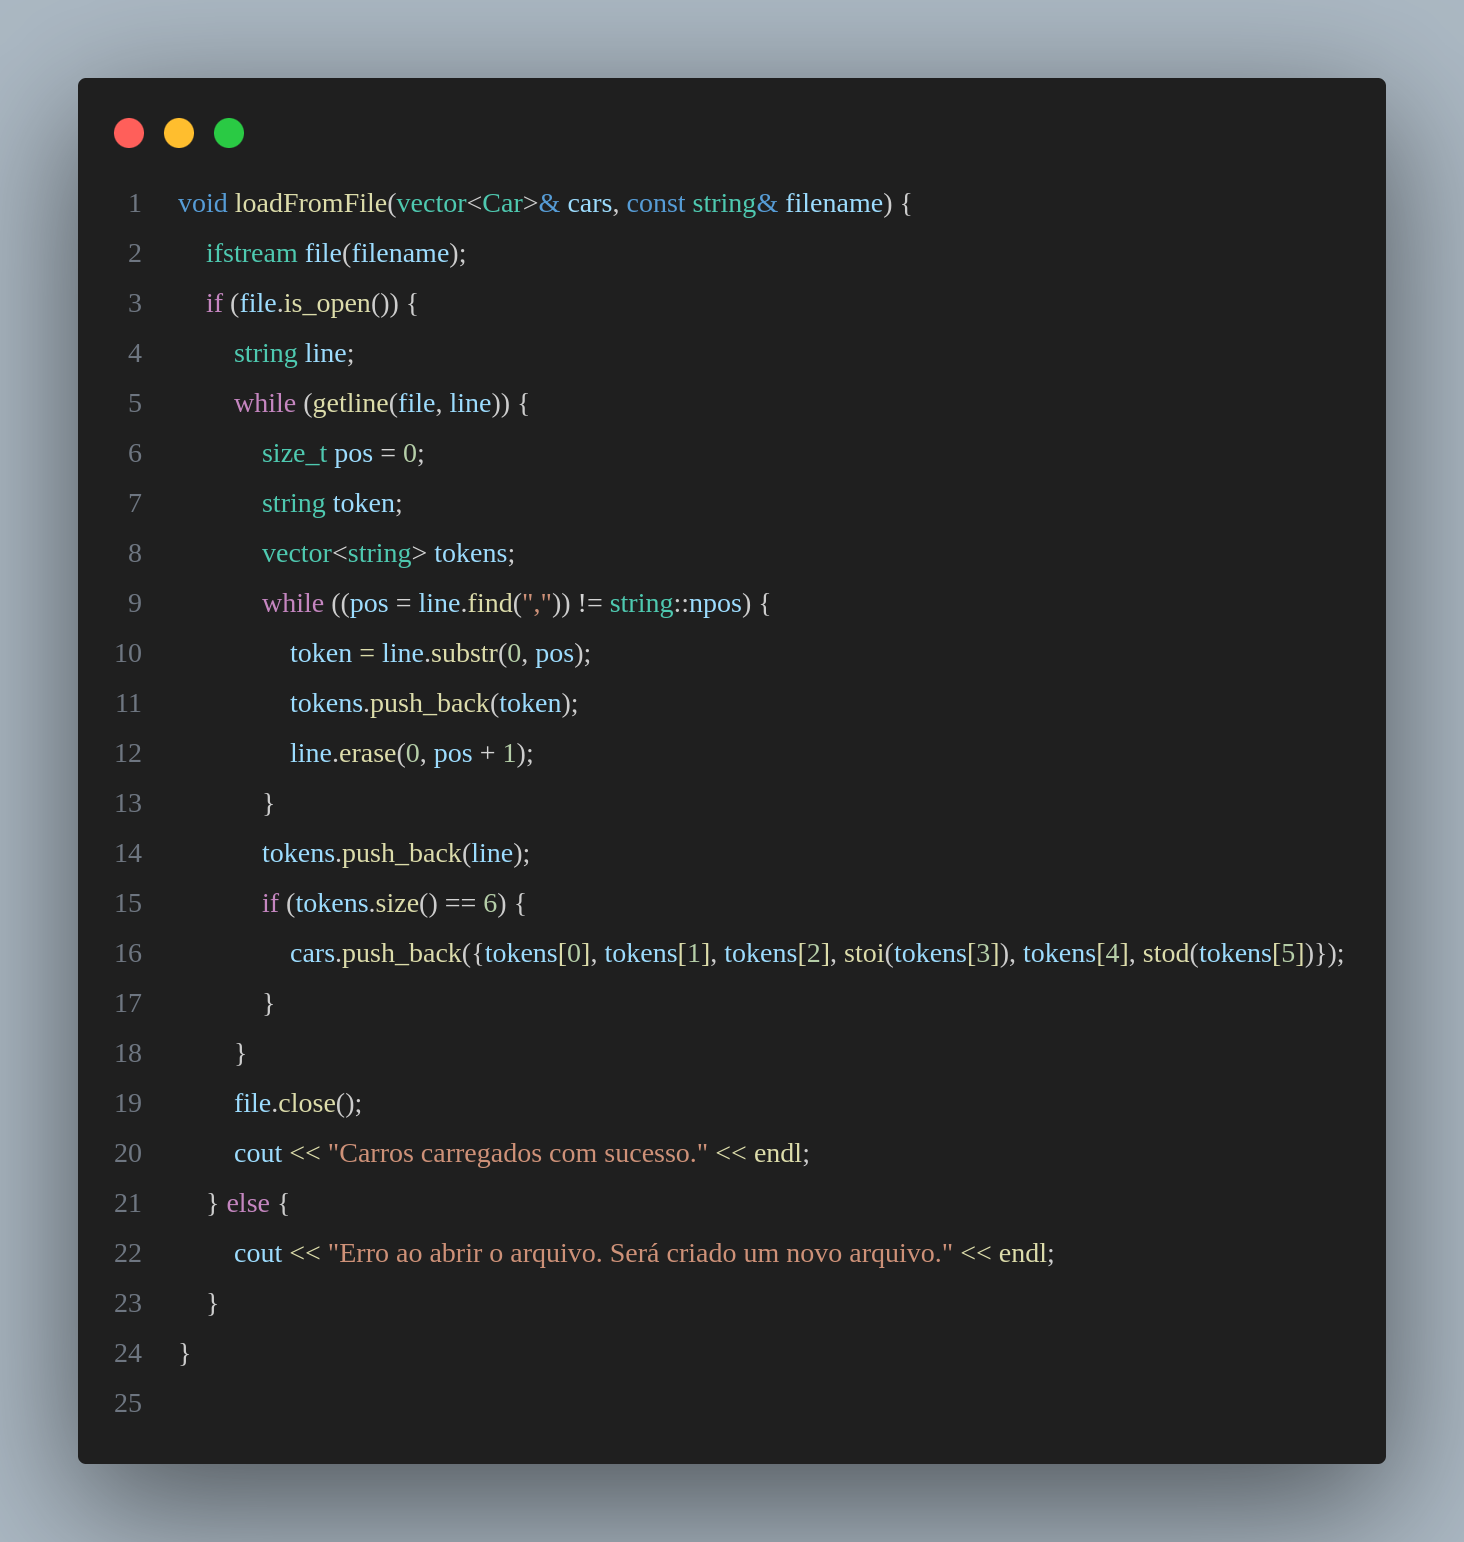 1 void loadFromFile(vector<Car>& cars, const string& filename) {
2     ifstream file(filename);
3     if (file.is_open()) {
4         string line;
5         while (getline(file, line)) {
6             size_t pos = 0;
7             string token;
8             vector<string> tokens;
9             while ((pos = line.find(",")) != string::npos) {
10                 token = line.substr(0, pos);
11                 tokens.push_back(token);
12                 line.erase(0, pos + 1);
13             }
14             tokens.push_back(line);
15             if (tokens.size() == 6) {
16                 cars.push_back({tokens[0], tokens[1], tokens[2], stoi(tokens[3]), tokens[4], stod(tokens[5])});
17             }
18         }
19         file.close();
20         cout << "Carros carregados com sucesso." << endl;
21     } else {
22         cout << "Erro ao abrir o arquivo. Será criado um novo arquivo." << endl;
23     }
24 }
25